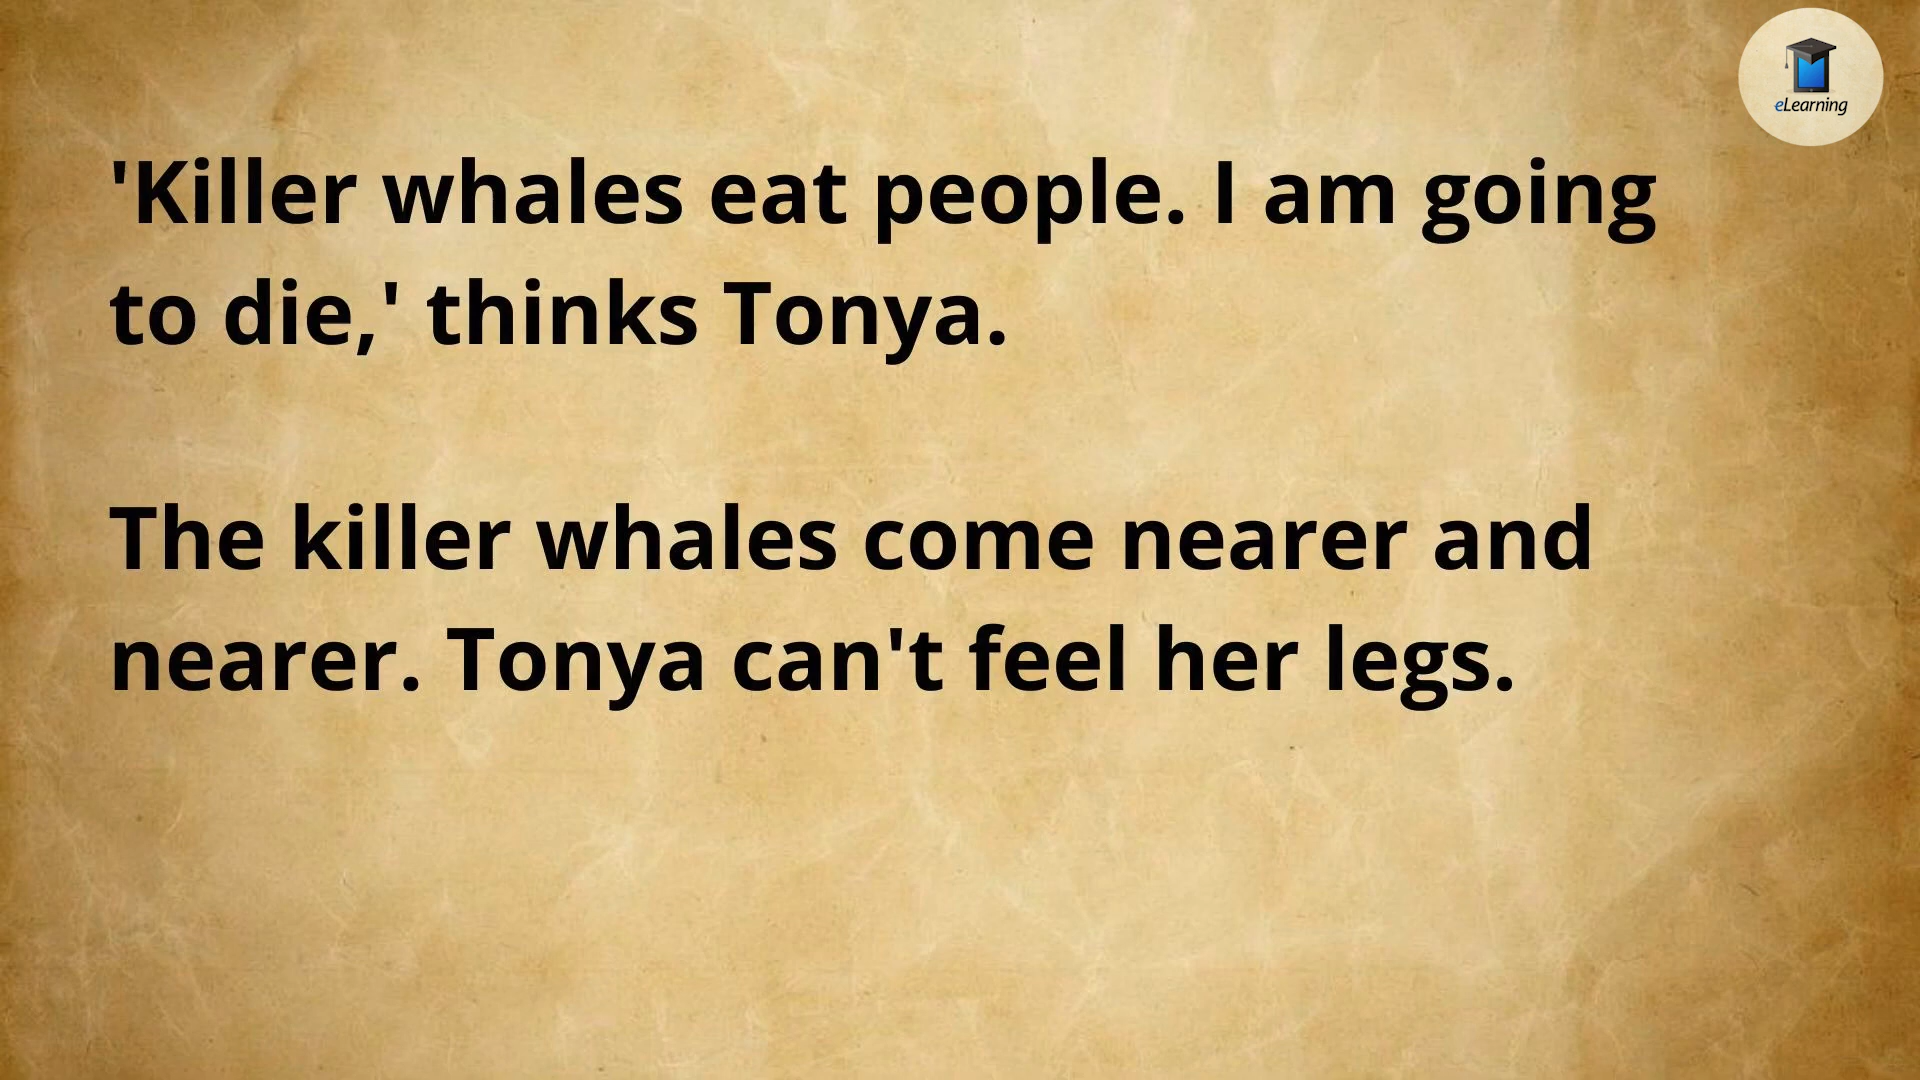 eLearning
'Killer whales eat people. I am going
to die,' thinks Tonya.
The killer whales come nearer and
nearer. Tonya can't feel her legs.